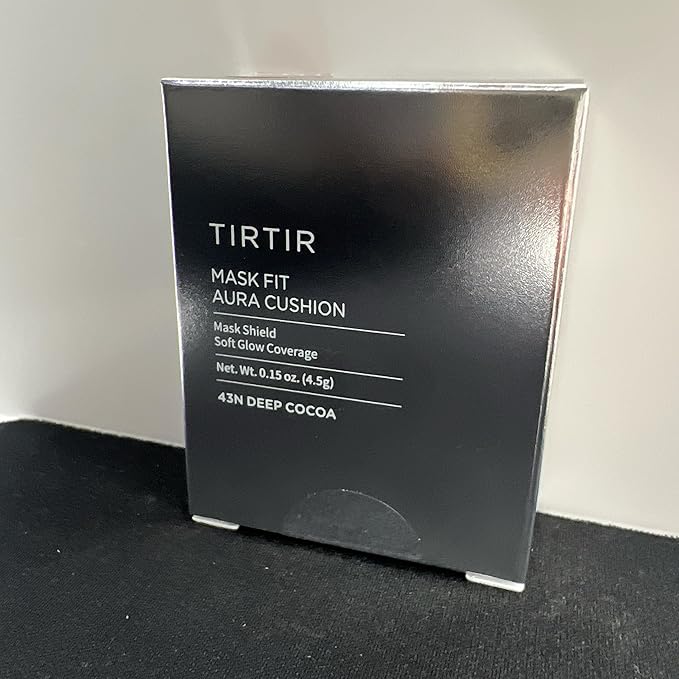 TIRTIR
MASK FIT
AURA CUSHION
Mask Shield
Soft Glow Coverage
Net. Wt. 0.15 oz. (4.5g)
43N DEEP COCOA